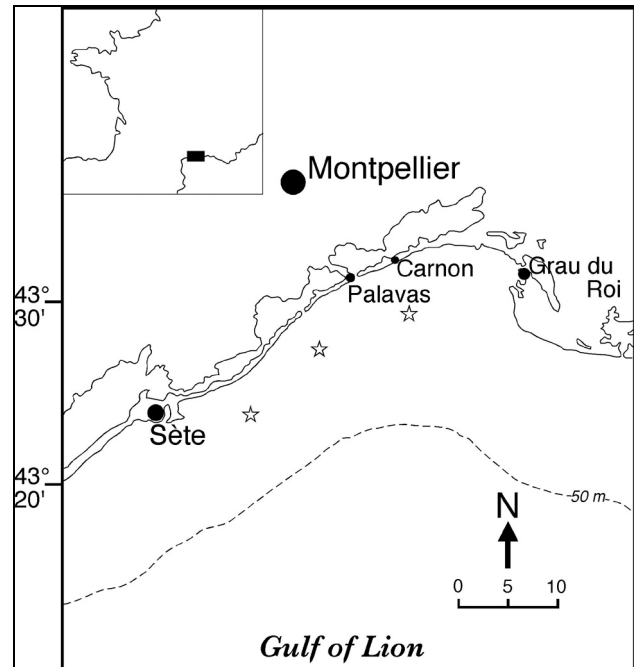 Montpellier
Carnon
Grau du
Roi
Palavas
43°
30'
Sète
43°
20'
50 m
N
0 5 10
Gulf of Lion